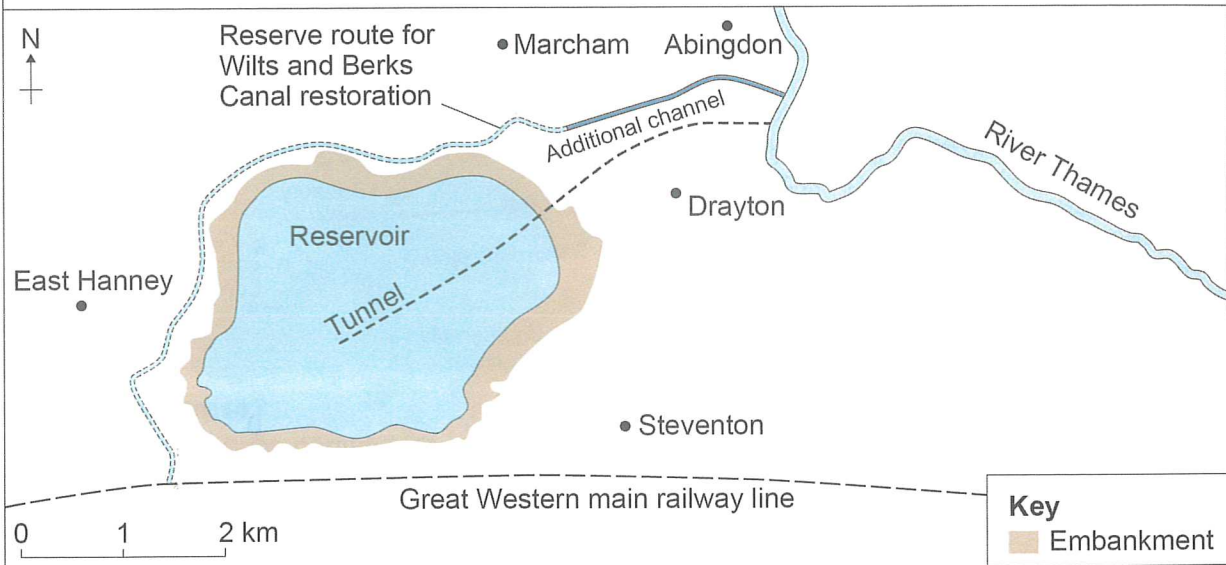 N
Reserve route for
Wilts and Berks
Canal restoration
Marcham
Abingdon
Additional channel
River Thames
Drayton
Reservoir
East Hanney
Tunnel
Steventon
Great Western main railway line
0 1 2 km
Key
Embankment